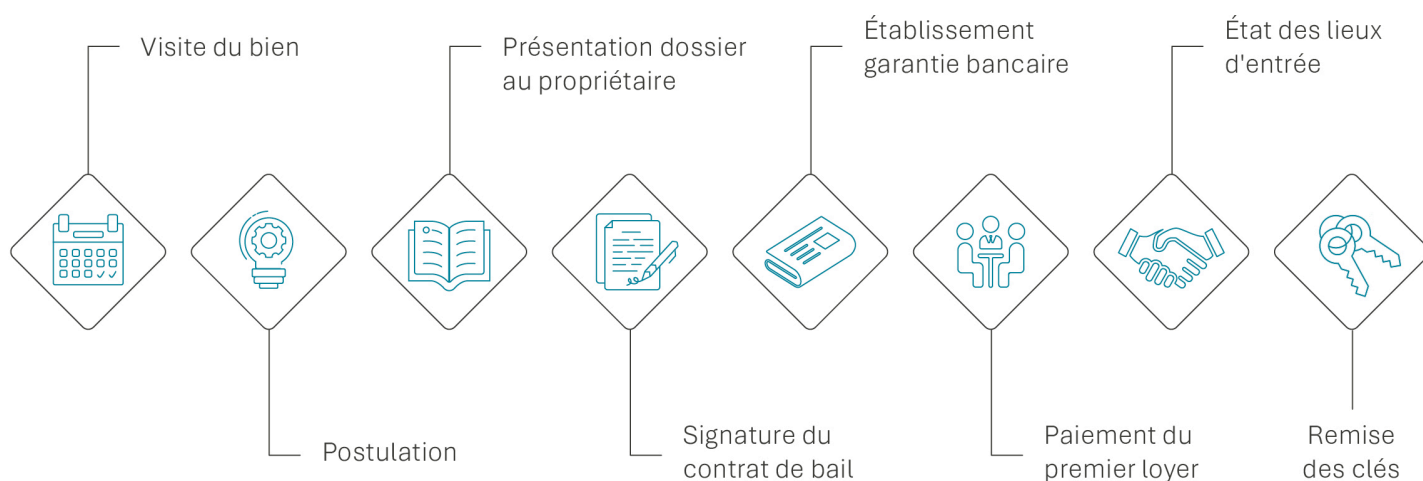 Visite du bien
Postulation
Présentation dossier
au propriétaire
Signature du
contrat de bail
Établissement
garantie bancaire
Paiement du
premier loyer
État des lieux
d'entrée
Remise
des clés